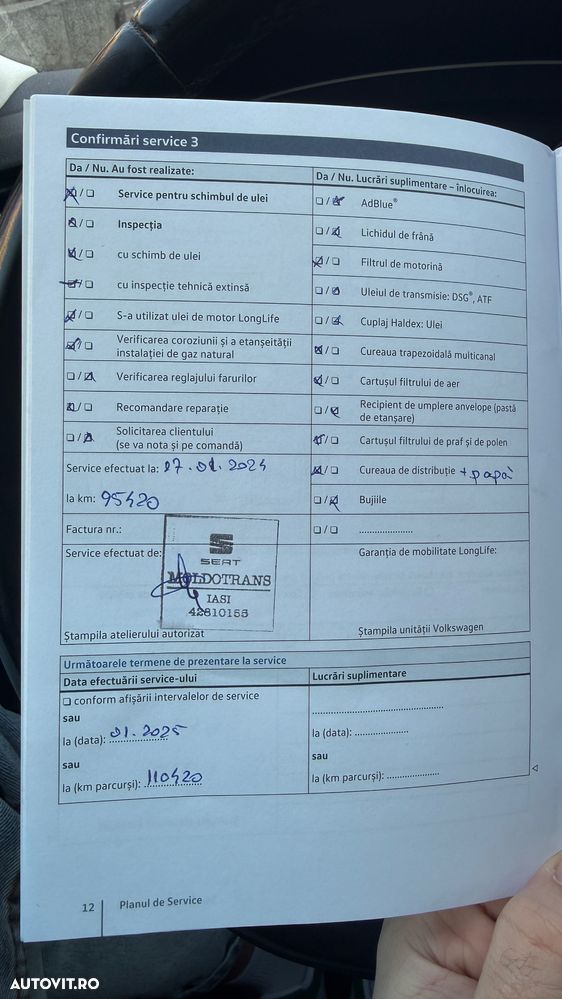 Confirmări service 3
Da / Nu. Au fost realizate:
☒/☐ Service pentru schimbul de ulei
☒/☐ Inspecția
☒/☐ cu schimb de ulei
☒/☐ cu inspecție tehnică extinsă
☒/☐ S-a utilizat ulei de motor LongLife
☒/☐ Verificarea coroziunii și a etanșeității
instalației de gaz natural
☐/☒ Verificarea reglajului farurilor
☒/☐ Recomandare reparație
☐/☒ Solicitarea clientului
(se va nota și pe comandă)
Service efectuat la: 17.01.2024
la km: 95420
Factura nr.:
Service efectuat de:
SEAT
MOLDOTRANS
IASI
42810155
Ștampila atelierului autorizat
Da / Nu. Lucrări suplimentare – înlocuirea:
☐/☒ AdBlue®
☐/☒ Lichidul de frână
☒/☐ Filtrul de motorină
☐/☒ Uleiul de transmisie: DSG®, ATF
☐/☒ Cuplaj Haldex: Ulei
☒/☐ Cureaua trapezoidală multicanal
☒/☐ Cartușul filtrului de aer
☐/☒ Recipient de umplere anvelope (pastă
de etanșare)
☒/☐ Cartușul filtrului de praf și de polen
☒/☐ Cureaua de distribuție + papă
☐/☒ Bujiile
☐/☐ .....................
Garanția de mobilitate LongLife:
Ștampila unității Volkswagen
Următoarele termene de prezentare la service
Data efectuării service-ului
☐ conform afișării intervalelor de service
sau
la (data): 01.2025
sau
la (km parcurși): 110420
Lucrări suplimentare
..................................................
la (data): .....................
sau
la (km parcurși): .....................
12 Planul de Service
AUTOVIT.RO